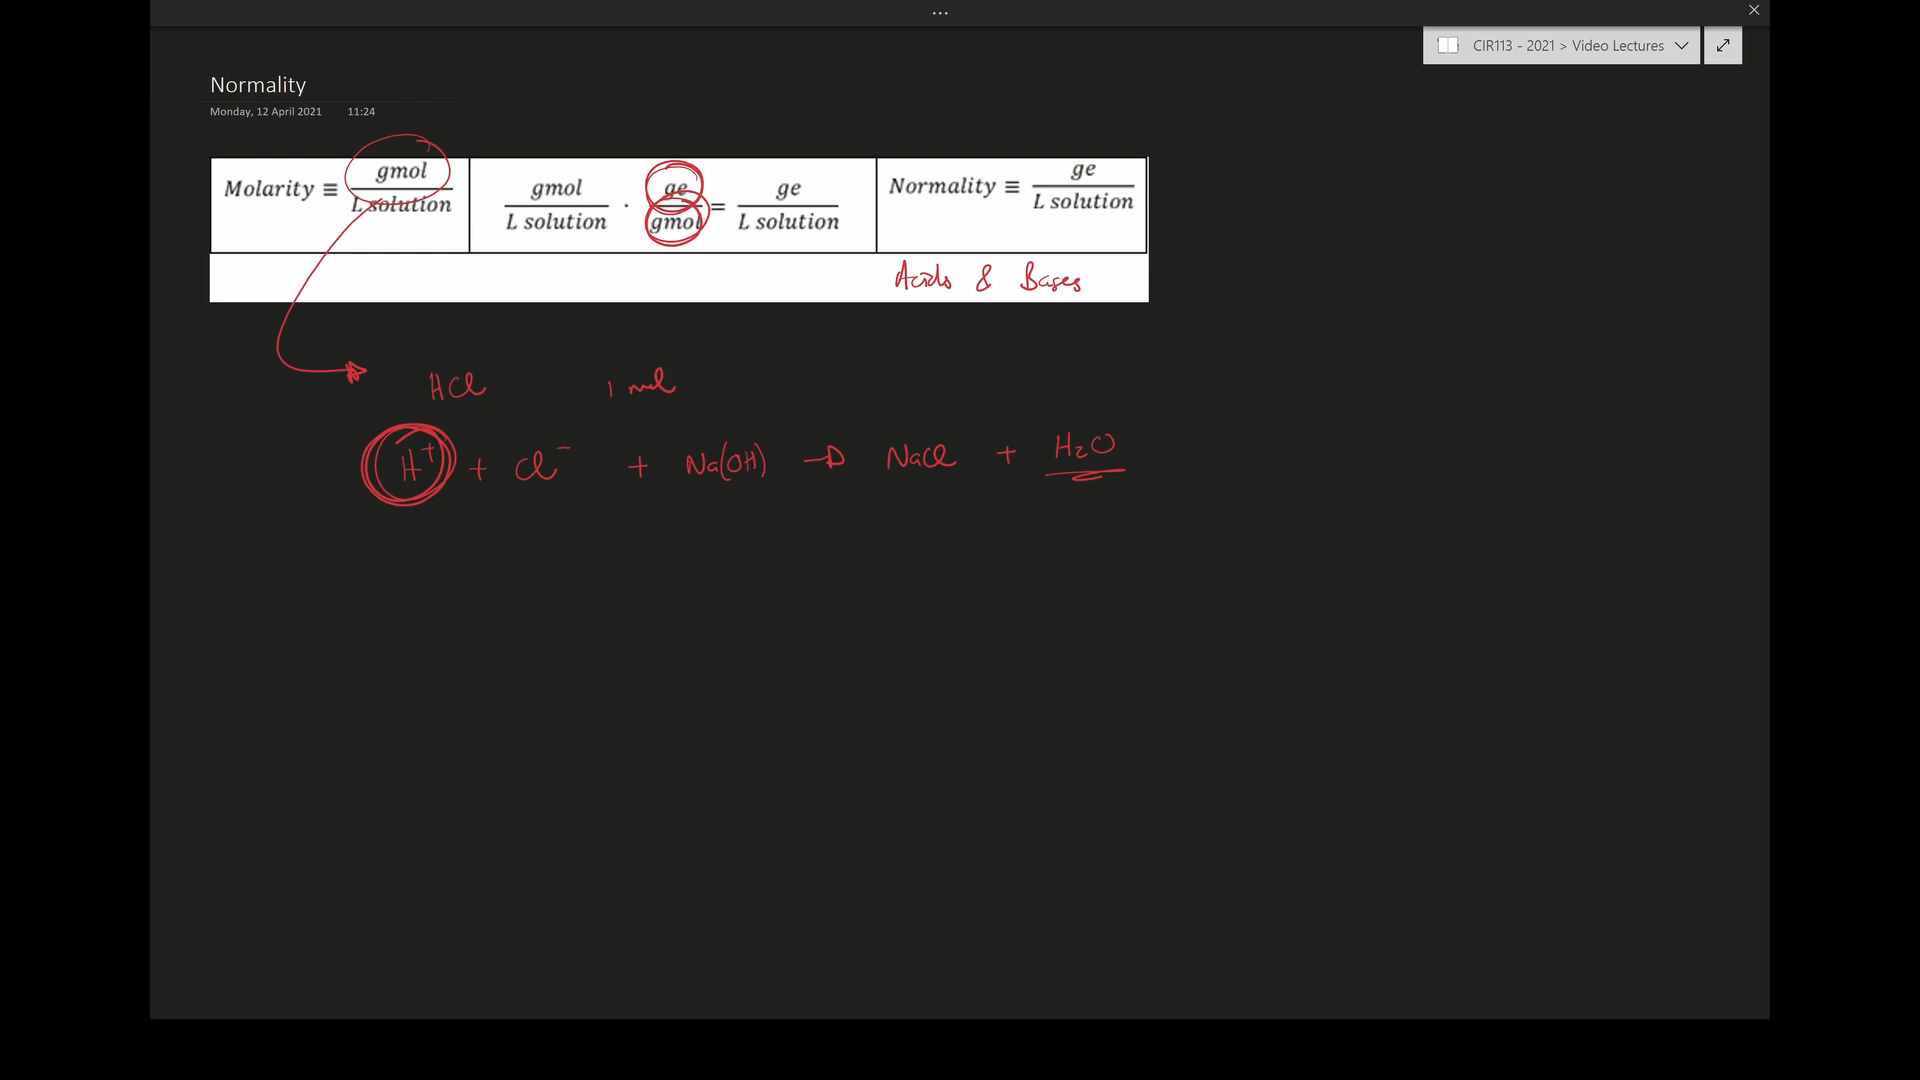 ...
CIR113 - 2021 > Video Lectures
Normality
Monday, 12 April 2021 11:24
Molarity ≡ gmol / L solution
gmol / L solution · ge / gmol = ge / L solution
Normality ≡ ge / L solution
Acids & Bases
HCl 1 mol
H⁺ + Cl⁻ + Na(OH) → NaCl + H₂O